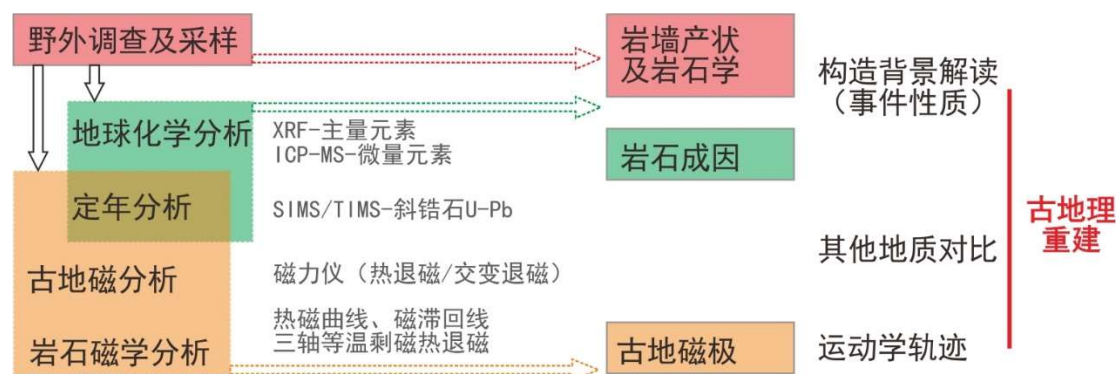 野外调查及采样
岩墙产状
及岩石学
构造背景解读
（事件性质）
地球化学分析
XRF-主量元素
ICP-MS-微量元素
岩石成因
定年分析
SIMS/TIMS-斜锆石U-Pb
古地理
重建
其他地质对比
古地磁分析
磁力仪（热退磁/交变退磁）
岩石磁学分析
热磁曲线、磁滞回线
三轴等温剩磁热退磁
古地磁极
运动学轨迹